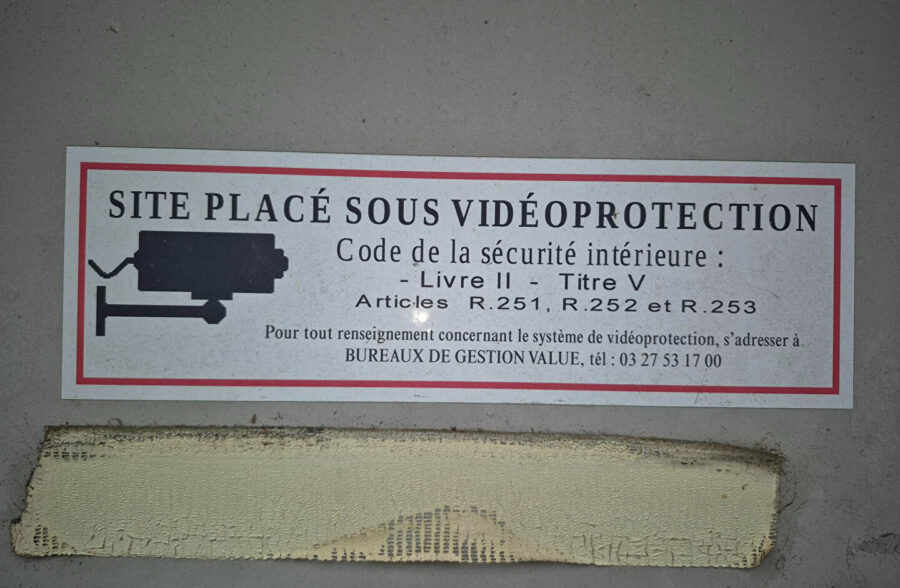 SITE PLACÉ SOUS VIDÉOPROTECTION
Code de la sécurité intérieure :
- Livre II - Titre V
Articles R.251, R.252 et R.253
Pour tout renseignement concernant le système de vidéoprotection, s'adresser à
BUREAUX DE GESTION VALUE, tél : 03 27 53 17 00